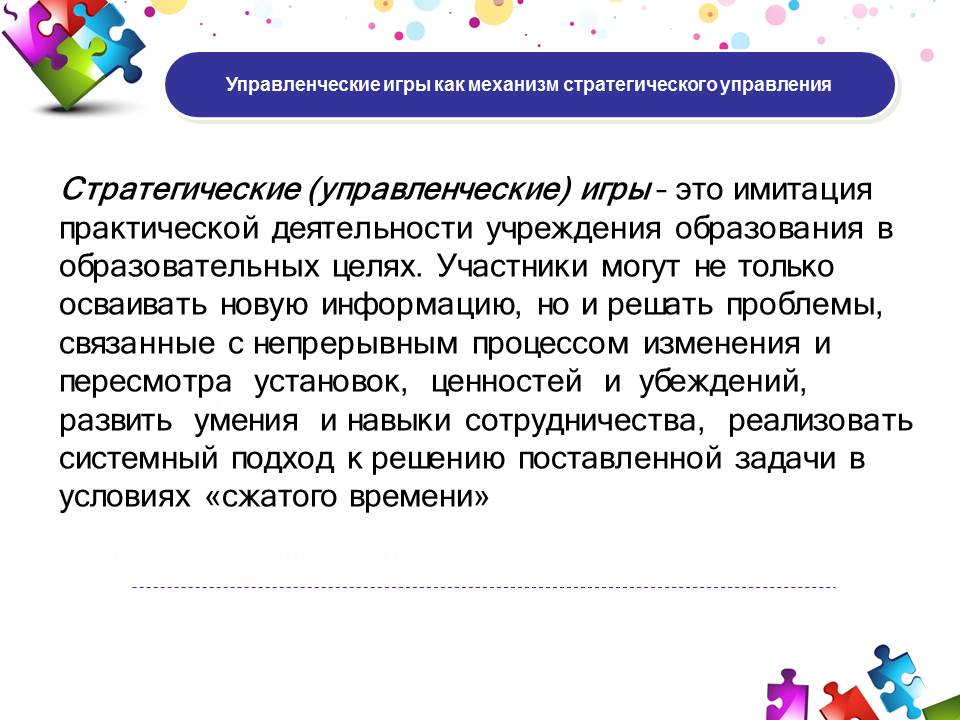 Управленческие игры как механизм стратегического управления
Стратегические (управленческие) игры – это имитация
практической деятельности учреждения образования в
образовательных целях. Участники могут не только
осваивать новую информацию, но и решать проблемы,
связанные с непрерывным процессом изменения и
пересмотра установок, ценностей и убеждений,
развить умения и навыки сотрудничества, реализовать
системный подход к решению поставленной задачи в
условиях «сжатого времени»